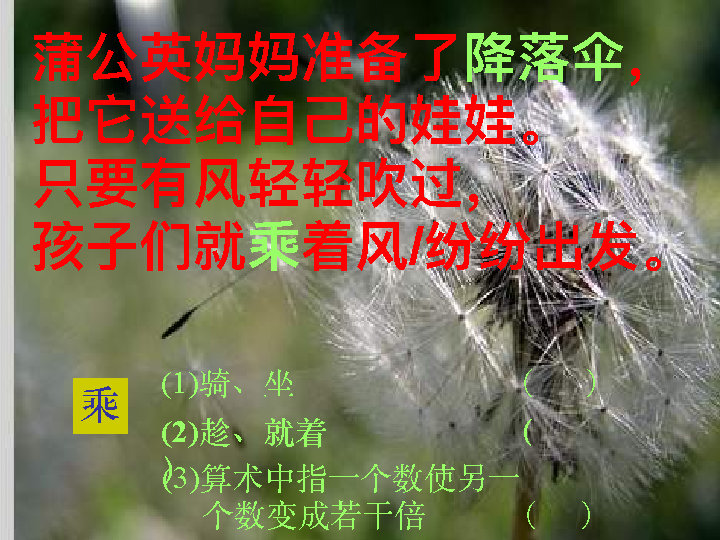 蒲公英妈妈准备了降落伞，
把它送给自己的娃娃。
只要有风轻轻吹过，
孩子们就乘着风/纷纷出发。
乘
(1)骑、坐 （ ）
(2)趁、就着 （
）
(3)算术中指一个数使另一
个数变成若干倍 （ ）